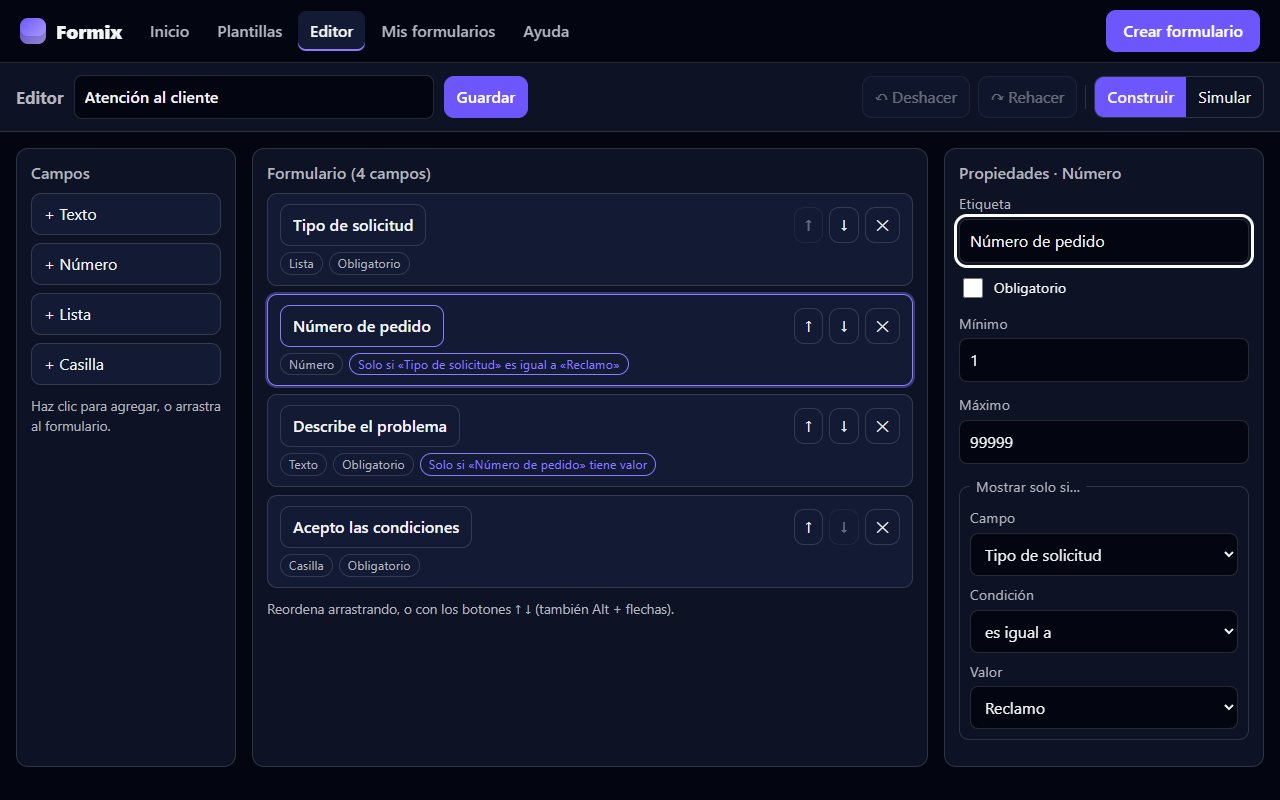 Formix
Inicio
Plantillas
Editor
Mis formularios
Ayuda
Crear formulario
Editor
Atención al cliente
Guardar
↶ Deshacer
↷ Rehacer
Construir
Simular
Campos
+ Texto
+ Número
+ Lista
+ Casilla
Haz clic para agregar, o arrastra
al formulario.
Formulario (4 campos)
Tipo de solicitud
↑ ↓ ✕
Lista
Obligatorio
Número de pedido
↑ ↓ ✕
Número
Solo si «Tipo de solicitud» es igual a «Reclamo»
Describe el problema
↑ ↓ ✕
Texto
Obligatorio
Solo si «Número de pedido» tiene valor
Acepto las condiciones
↑ ↓ ✕
Casilla
Obligatorio
Reordena arrastrando, o con los botones ↑ ↓ (también Alt + flechas).
Propiedades · Número
Etiqueta
Número de pedido
Obligatorio
Mínimo
1
Máximo
99999
Mostrar solo si...
Campo
Tipo de solicitud
Condición
es igual a
Valor
Reclamo